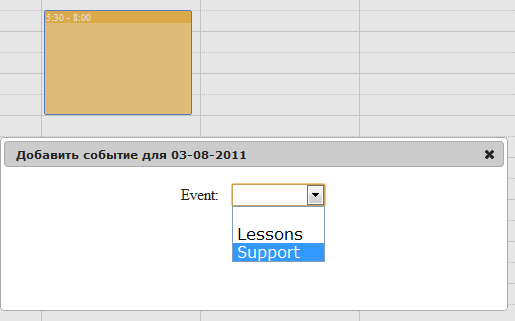 5:30 - 8:00
Добавить событие для 03-08-2011
Event:
Lessons
Support